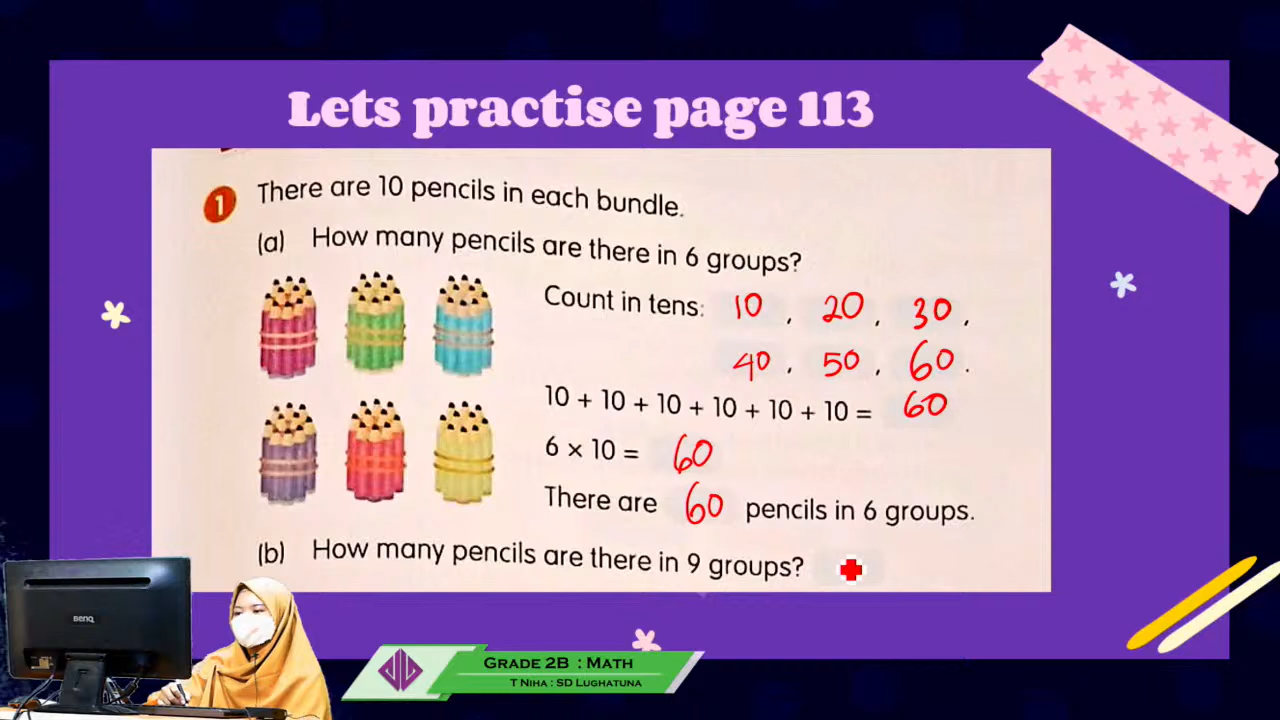 Lets practise page 113
1 There are 10 pencils in each bundle.
(a) How many pencils are there in 6 groups?
Count in tens: 10, 20, 30,
40, 50, 60.
10 + 10 + 10 + 10 + 10 + 10 = 60
6 × 10 = 60
There are 60 pencils in 6 groups.
(b) How many pencils are there in 9 groups?
BenQ
Grade 2B : Math
T Niha : SD Lughatuna